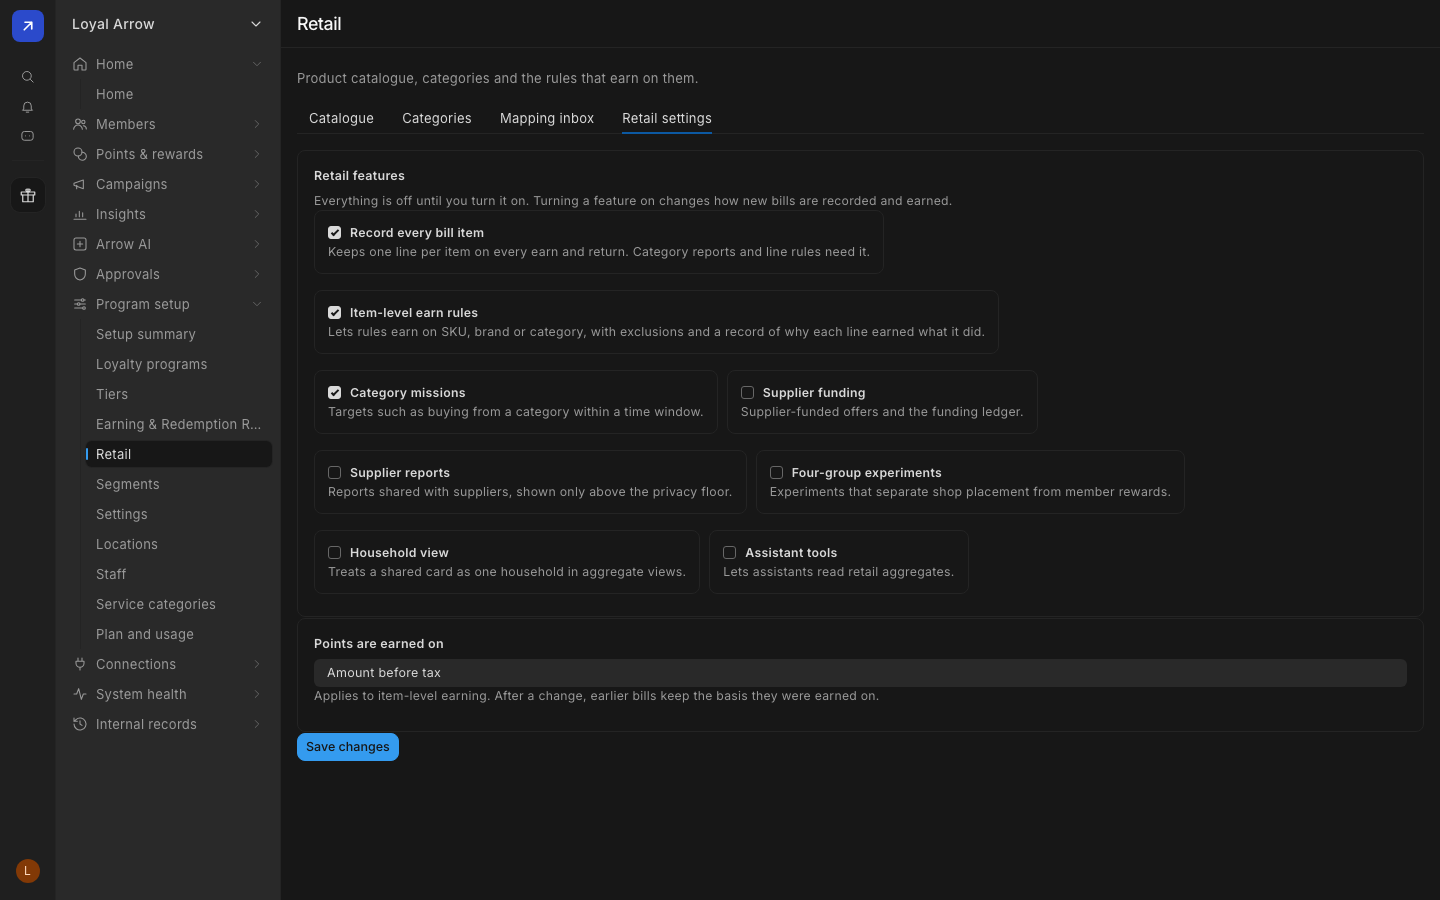 Loyal Arrow
Home
Home
Members
Points & rewards
Campaigns
Insights
Arrow AI
Approvals
Program setup
Setup summary
Loyalty programs
Tiers
Earning & Redemption R...
Retail
Segments
Settings
Locations
Staff
Service categories
Plan and usage
Connections
System health
Internal records
L
Retail
Product catalogue, categories and the rules that earn on them.
Catalogue Categories Mapping inbox Retail settings
Retail features
Everything is off until you turn it on. Turning a feature on changes how new bills are recorded and earned.
Record every bill item
Keeps one line per item on every earn and return. Category reports and line rules need it.
Item-level earn rules
Lets rules earn on SKU, brand or category, with exclusions and a record of why each line earned what it did.
Category missions
Targets such as buying from a category within a time window.
Supplier funding
Supplier-funded offers and the funding ledger.
Supplier reports
Reports shared with suppliers, shown only above the privacy floor.
Four-group experiments
Experiments that separate shop placement from member rewards.
Household view
Treats a shared card as one household in aggregate views.
Assistant tools
Lets assistants read retail aggregates.
Points are earned on
Amount before tax
Applies to item-level earning. After a change, earlier bills keep the basis they were earned on.
Save changes